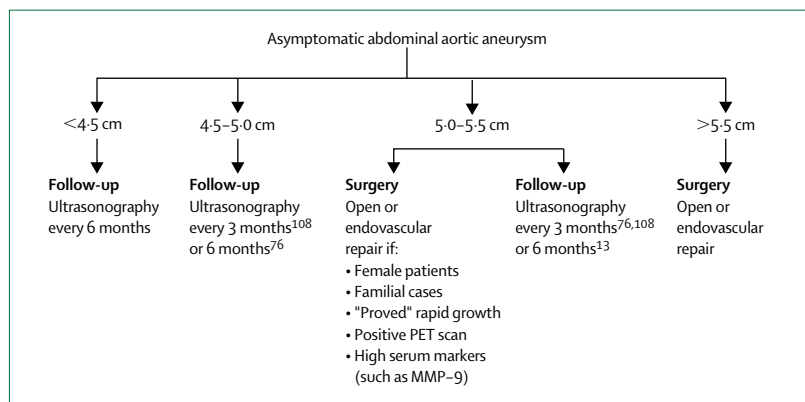 Asymptomatic abdominal aortic aneurysm
<4·5 cm
4·5–5·0 cm
5·0–5·5 cm
>5·5 cm
Follow-up
Ultrasonography
every 6 months
Follow-up
Ultrasonography
every 3 months108
or 6 months76
Surgery
Open or
endovascular
repair if:
• Female patients
• Familial cases
• "Proved" rapid growth
• Positive PET scan
• High serum markers
(such as MMP–9)
Follow-up
Ultrasonography
every 3 months76,108
or 6 months13
Surgery
Open or
endovascular
repair